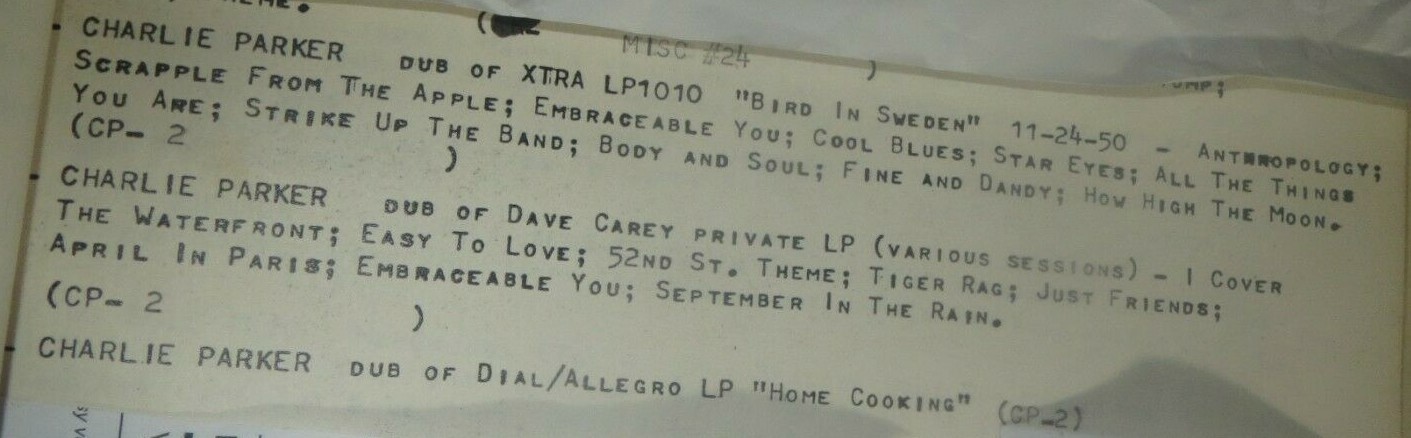 MISC #24
CHARLIE PARKER DUB OF XTRA LP1010 "BIRD IN SWEDEN" 11-24-50 - ANTHROPOLOGY;
SCRAPPLE FROM THE APPLE; EMBRACEABLE YOU; COOL BLUES; STAR EYES; ALL THE THINGS
YOU ARE; STRIKE UP THE BAND; BODY AND SOUL; FINE AND DANDY; HOW HIGH THE MOON.
(CP- 2 )
CHARLIE PARKER DUB OF DAVE CAREY PRIVATE LP (VARIOUS SESSIONS) - I COVER
THE WATERFRONT; EASY TO LOVE; 52ND ST. THEME; TIGER RAG; JUST FRIENDS;
APRIL IN PARIS; EMBRACEABLE YOU; SEPTEMBER IN THE RAIN.
(CP- 2 )
CHARLIE PARKER DUB OF DIAL/ALLEGRO LP "HOME COOKING" (CP-2)